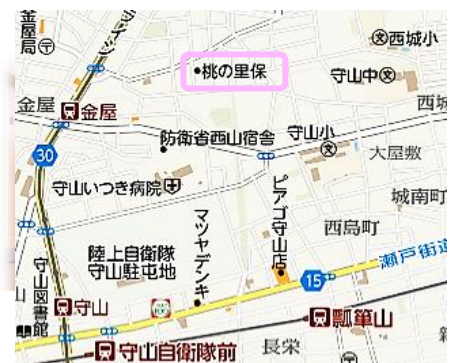 金屋局〒
文西城小
桃の里保
守山中文
西城
金屋
金屋
防衛省西山宿舎
守山小
文
30
大屋敷
守山いつき病院
ピアゴ守山店
城南町
マツヤデンキ
西島町
陸上自衛隊
守山駐屯地
瀬戸街道
15
守山図書館
守山
瓢箪山
守山自衛隊前
長栄